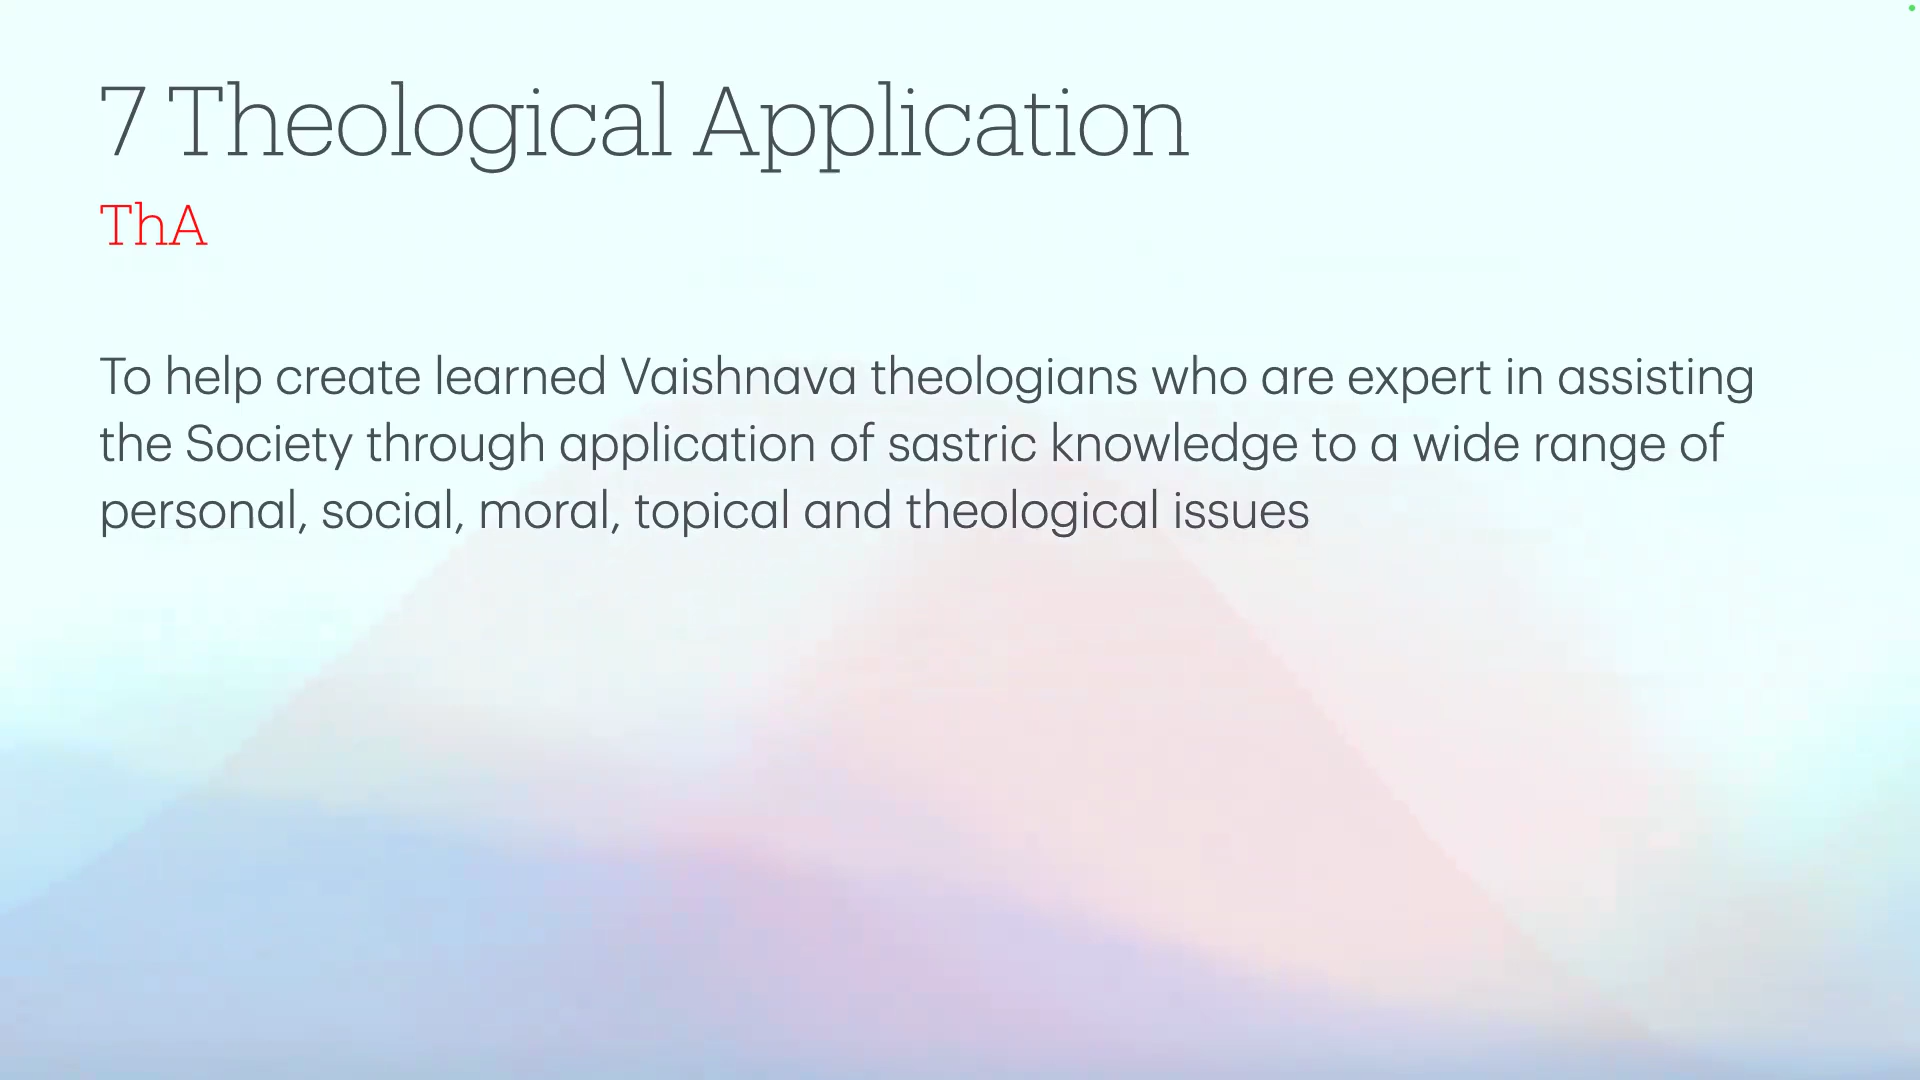 7 Theological Application
ThA
To help create learned Vaishnava theologians who are expert in assisting
the Society through application of sastric knowledge to a wide range of
personal, social, moral, topical and theological issues